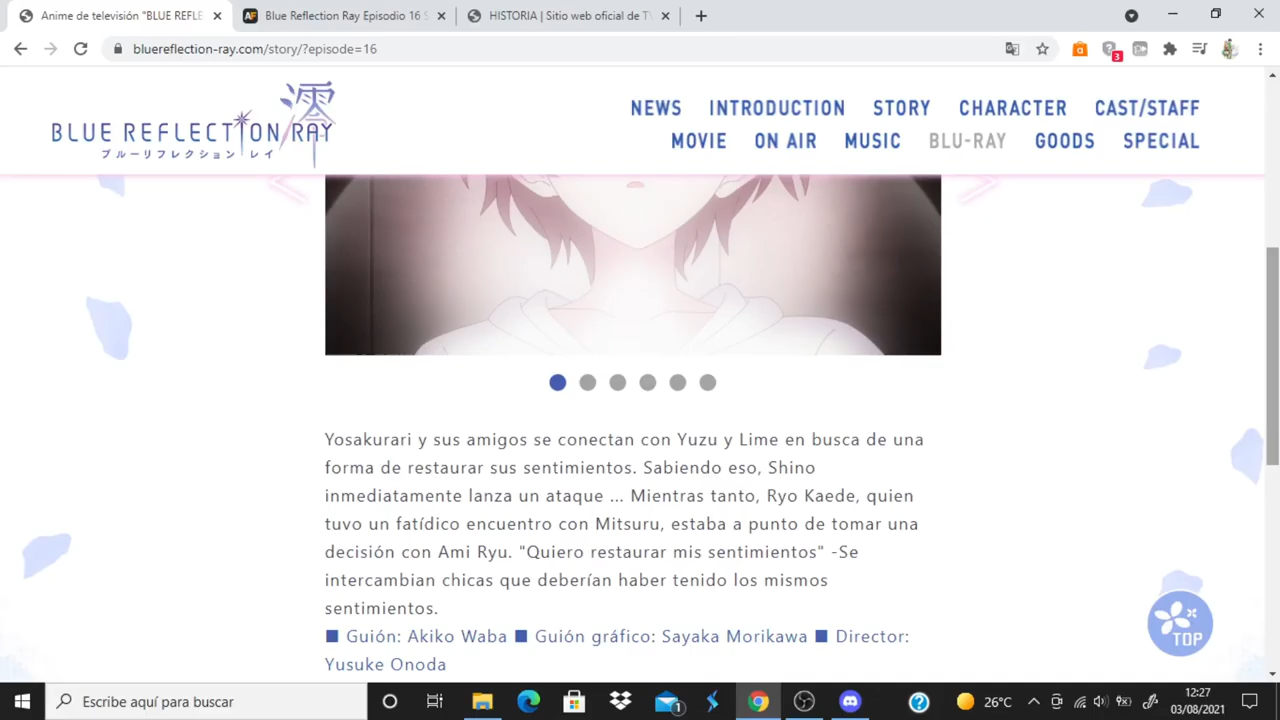 Anime de televisión "BLUE REFLE
Blue Reflection Ray Episodio 16 S
HISTORIA | Sitio web oficial de TV
bluereflection-ray.com/story/?episode=16
3
澪
BLUE REFLECTION RAY
ブルーリフレクション レイ
NEWS INTRODUCTION STORY CHARACTER CAST/STAFF
MOVIE ON AIR MUSIC BLU-RAY GOODS SPECIAL
Yosakurari y sus amigos se conectan con Yuzu y Lime en busca de una
forma de restaurar sus sentimientos. Sabiendo eso, Shino
inmediatamente lanza un ataque ... Mientras tanto, Ryo Kaede, quien
tuvo un fatídico encuentro con Mitsuru, estaba a punto de tomar una
decisión con Ami Ryu. "Quiero restaurar mis sentimientos" -Se
intercambian chicas que deberían haber tenido los mismos
sentimientos.
■ Guión: Akiko Waba ■ Guión gráfico: Sayaka Morikawa ■ Director:
Yusuke Onoda
TOP
Escribe aquí para buscar
1
26°C
12:27
03/08/2021